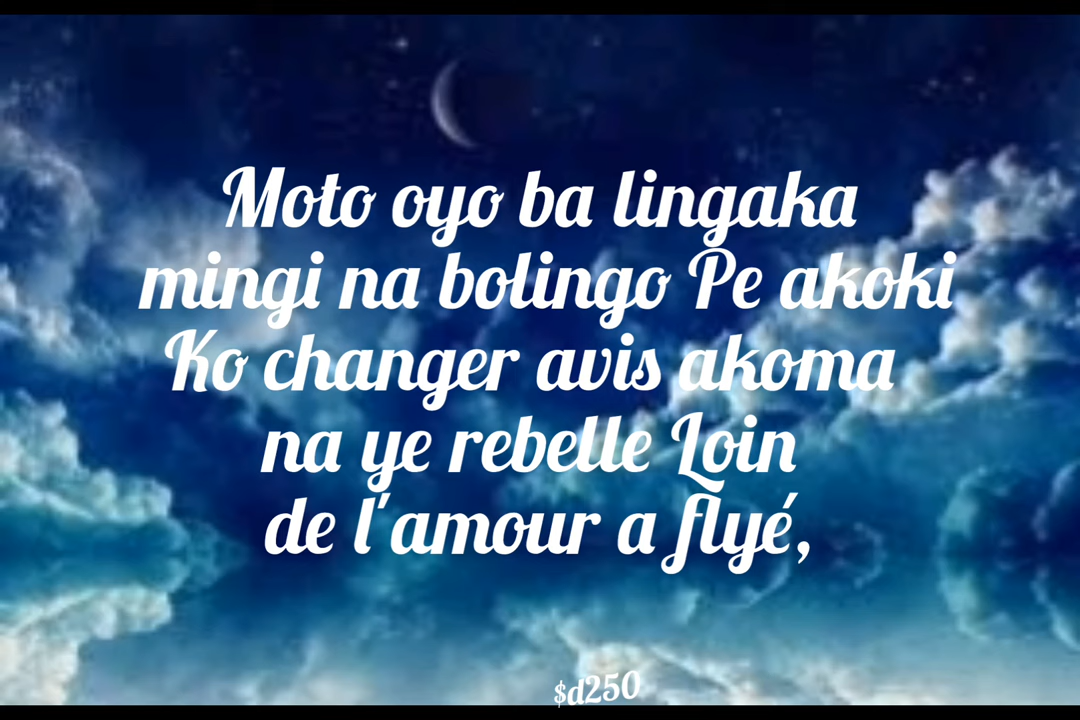 Moto oyo ba lingaka
mingi na bolingo Pe akoki
Ko changer avis akoma
na ye rebelle Loin
de l'amour a flyé,
$d250